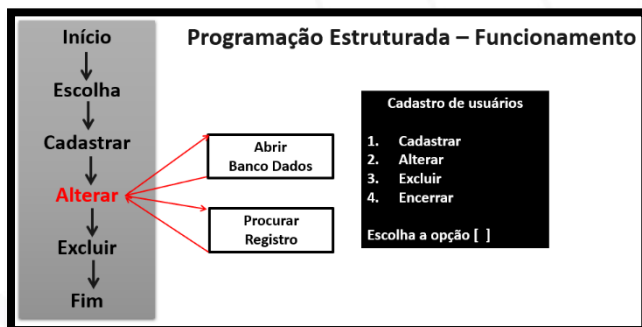 Programação Estruturada – Funcionamento
Início
Escolha
Cadastrar
Alterar
Excluir
Fim
Abrir
Banco Dados
Procurar
Registro
Cadastro de usuários
1. Cadastrar
2. Alterar
3. Excluir
4. Encerrar
Escolha a opção [ ]